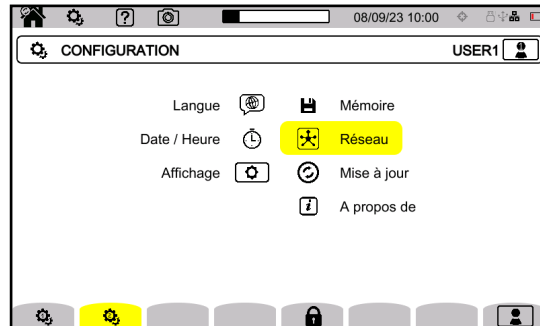 08/09/23 10:00
CONFIGURATION USER1
Langue Mémoire
Date / Heure Réseau
Affichage Mise à jour
A propos de